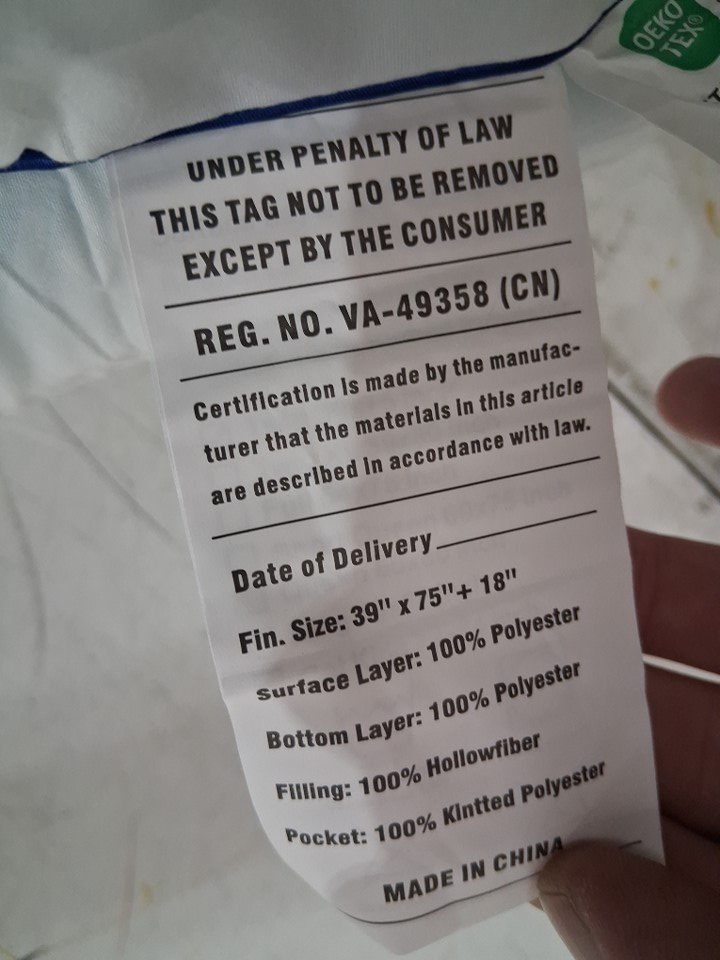 OEKO
TEX®
UNDER PENALTY OF LAW
THIS TAG NOT TO BE REMOVED
EXCEPT BY THE CONSUMER
REG. NO. VA-49358 (CN)
Certification is made by the manufac-
turer that the materials in this article
are described in accordance with law.
Date of Delivery
Fin. Size: 39" x 75"+ 18"
Surface Layer: 100% Polyester
Bottom Layer: 100% Polyester
Filling: 100% Hollowfiber
Pocket: 100% Kintted Polyester
MADE IN CHINA